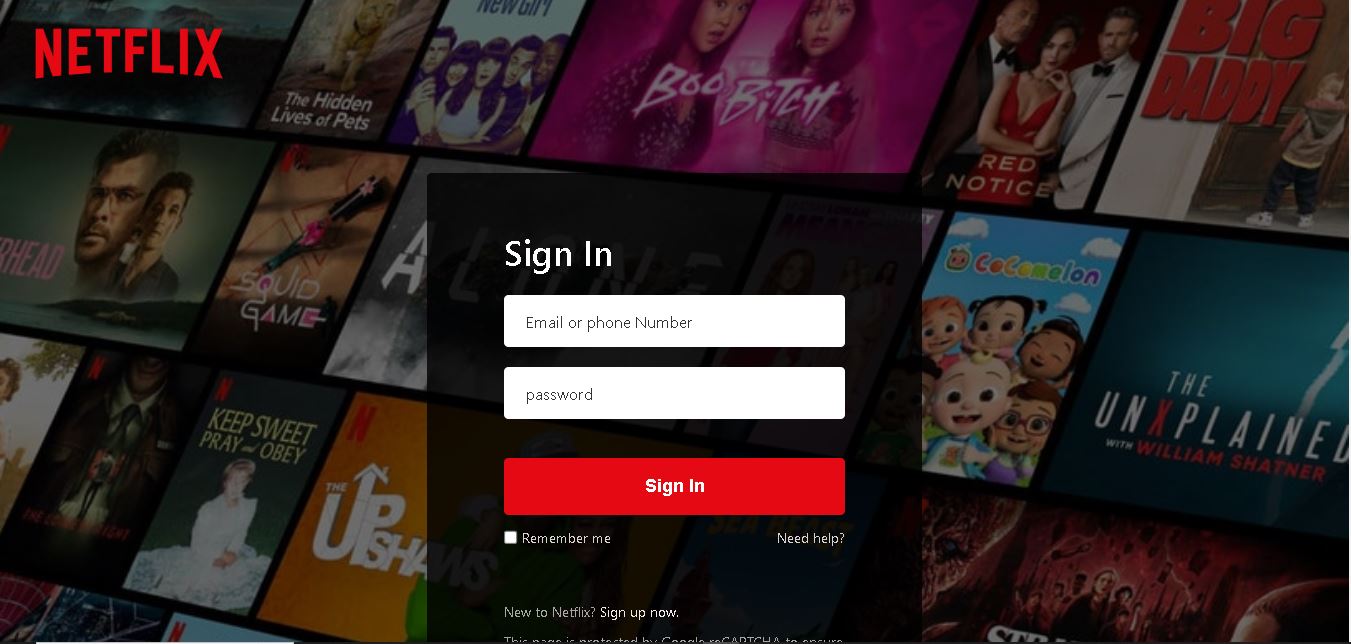 NETFLIX
NEW GIRL
The Hidden
Lives of Pets
BOO BITCH
RED
NOTICE
BIG
DADDY
SQUID
GAME
CoComelon
THE
UNXPLAINED
WITH WILLIAM SHATNER
KEEP SWEET
PRAY and OBEY
THE
UPSHAWS
SEA BEAST
Sign In
Email or phone Number
password
Sign In
Remember me
Need help?
New to Netflix? Sign up now.
This page is protected by Google reCAPTCHA to ensure